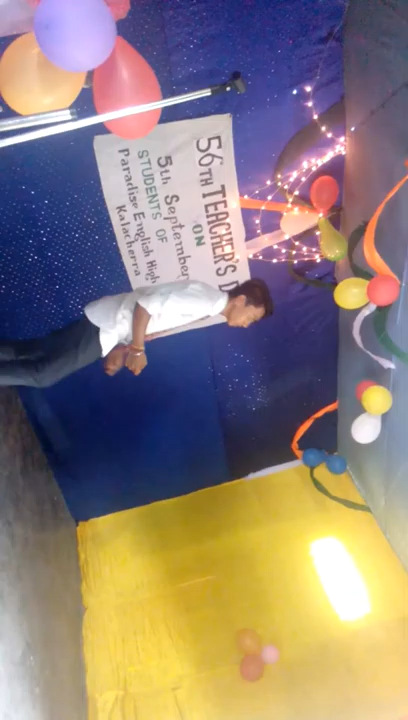 56TH TEACHER'S D
ON
5th September
STUDENTS OF
Paradise English High
Kalacherra